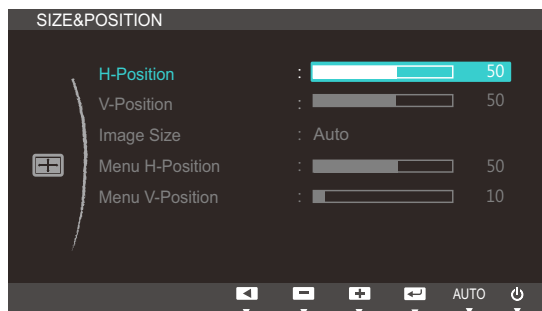 SIZE&POSITION
H-Position : 50
V-Position : 50
Image Size : Auto
Menu H-Position : 50
Menu V-Position : 10
AUTO